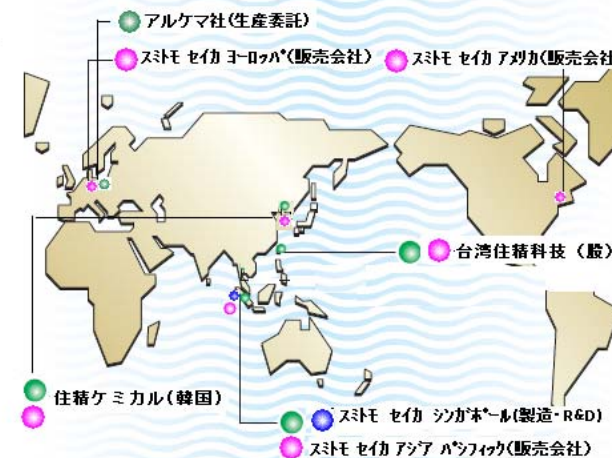 アルケマ社(生産委託)
スミトモ セイカ ヨーロッパ(販売会社)
スミトモ セイカ アメリカ(販売会社
台湾住精科技(股)
住精ケミカル(韓国)
スミトモ セイカ シンガポール(製造・R&D)
スミトモ セイカ アジア パシフィック(販売会社)